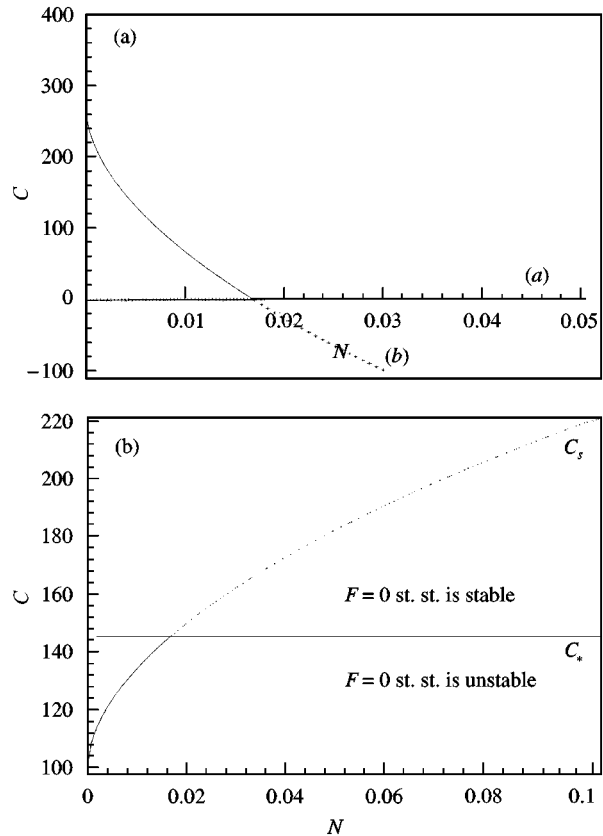 400
(a)
300
200
C
100
(a)
0
0.01
0.02
0.03
0.04
0.05
N
(b)
−100
220
(b)
C_s
200
180
C
160
F = 0 st. st. is stable
140
C_*
F = 0 st. st. is unstable
120
100
0
0.02
0.04
0.06
0.08
0.1
N